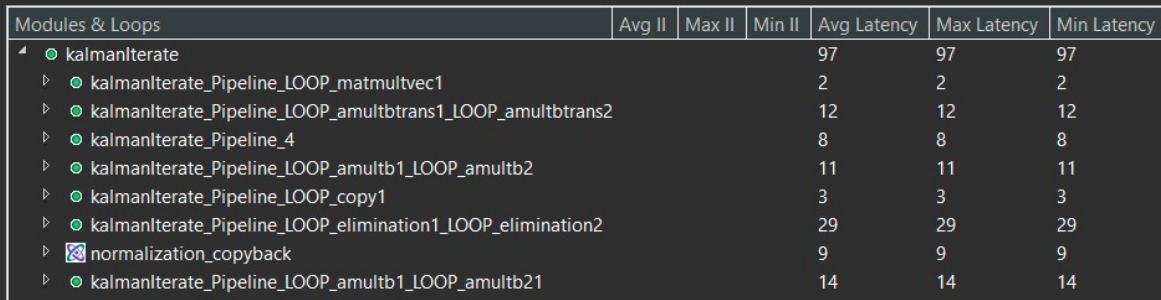 Modules & Loops Avg II Max II Min II Avg Latency Max Latency Min Latency
kalmanIterate 97 97 97
kalmanIterate_Pipeline_LOOP_matmultvec1 2 2 2
kalmanIterate_Pipeline_LOOP_amultbtrans1_LOOP_amultbtrans2 12 12 12
kalmanIterate_Pipeline_4 8 8 8
kalmanIterate_Pipeline_LOOP_amultb1_LOOP_amultb2 11 11 11
kalmanIterate_Pipeline_LOOP_copy1 3 3 3
kalmanIterate_Pipeline_LOOP_elimination1_LOOP_elimination2 29 29 29
normalization_copyback 9 9 9
kalmanIterate_Pipeline_LOOP_amultb1_LOOP_amultb21 14 14 14